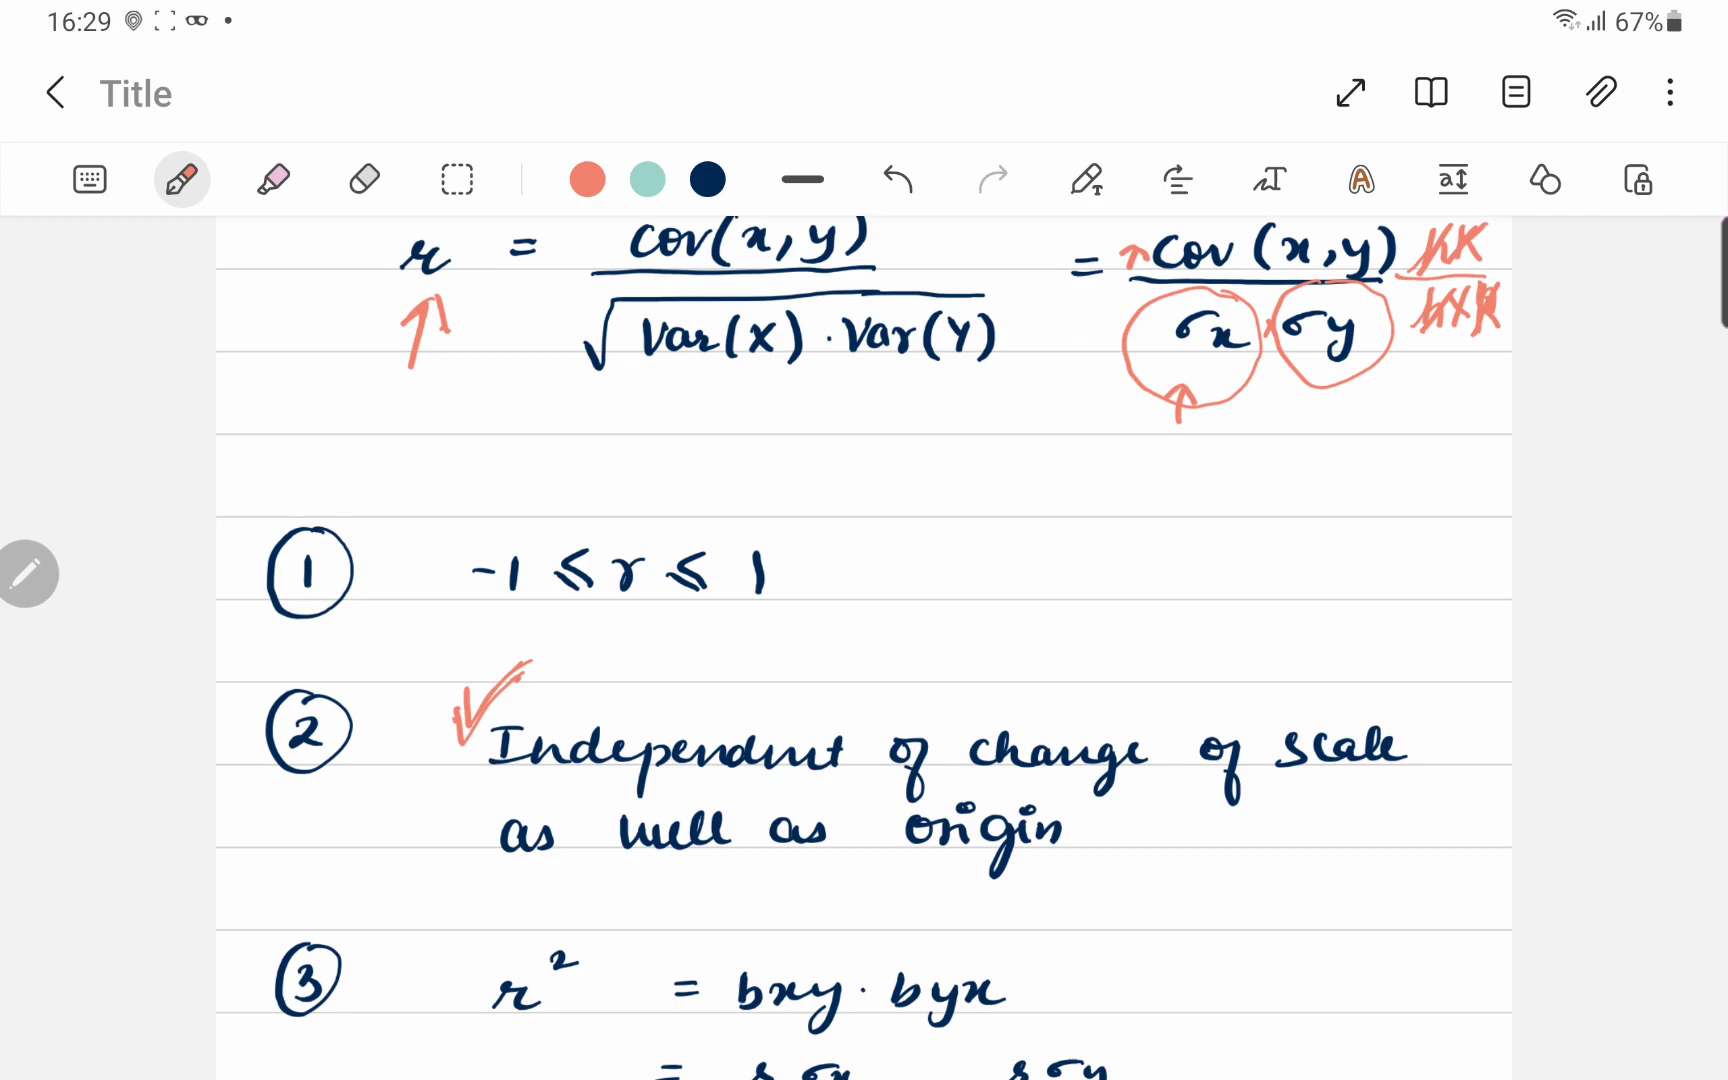 16:29 67%
Title
r = cov(x,y) / √Var(X).Var(Y) = cov(x,y) / σx × σy
① -1 ≤ r ≤ 1
② Independent of change of scale
as well as origin
③ r² = bxy . byx
=